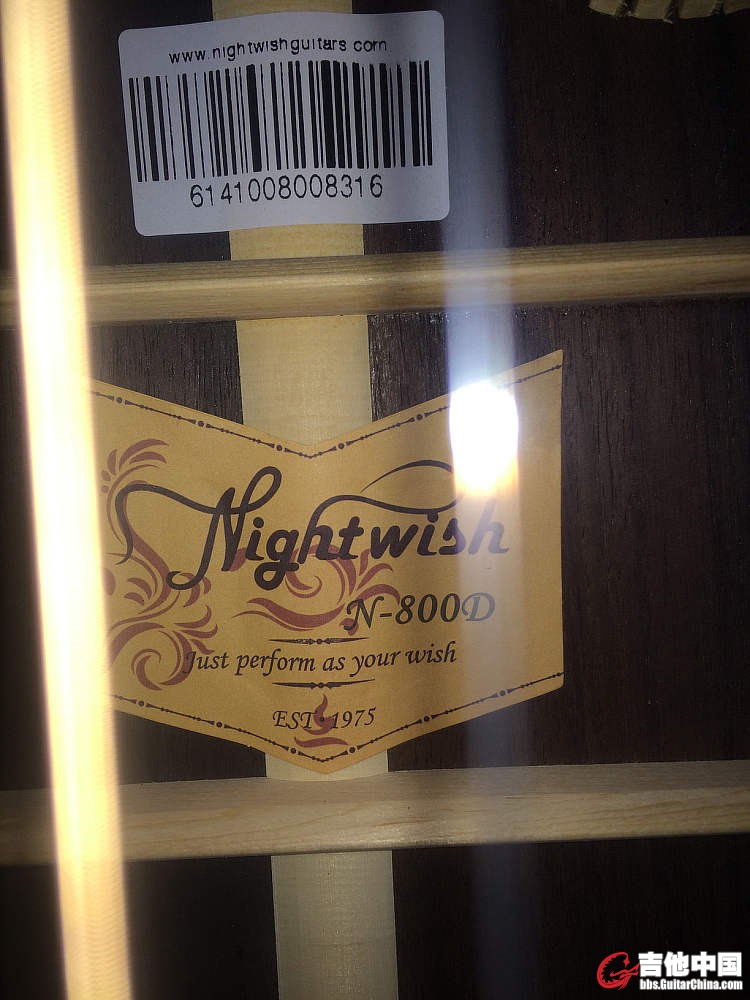 www.nightwishguitars.com
6141008008316
Nightwish
N-800D
Just perform as your wish
EST·1975
吉他中国
bbs.GuitarChina.com